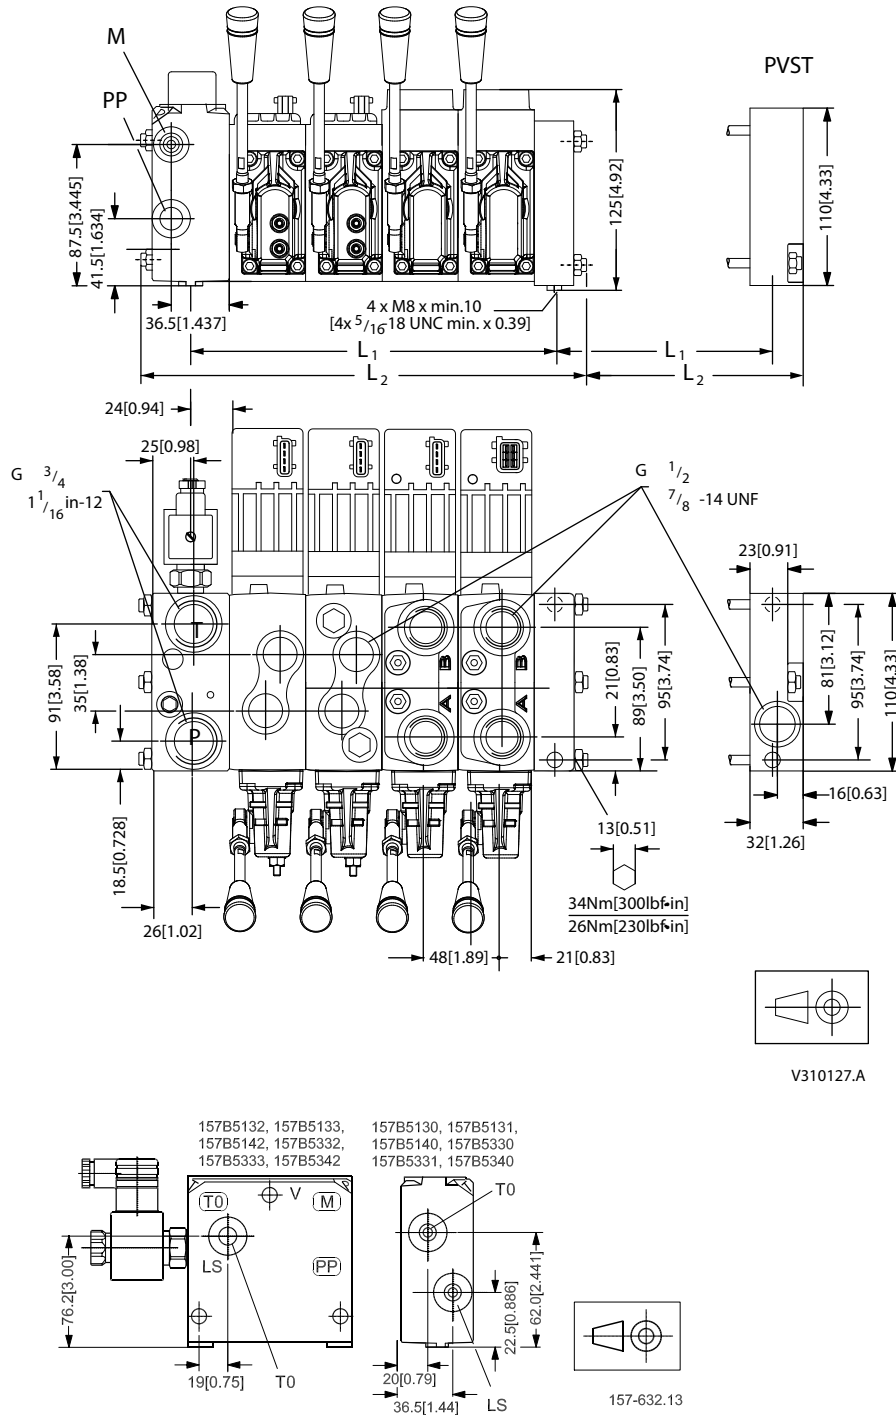 M
PVST
PP
87.5[3.445]
41.5[1.634]
125[4.92]
110[4.33]
36.5[1.437]
4 x M8 x min.10
[4x 5/16-18 UNC min. x 0.39]
L1
L1
L2
L2
24[0.94]
25[0.98]
G 3/4
1 1/16 in-12
G 1/2
7/8 -14 UNF
23[0.91]
T
91[3.58]
35[1.38]
B
B
21[0.83]
89[3.50]
95[3.74]
81[3.12]
95[3.74]
110[4.33]
A
A
P
16[0.63]
32[1.26]
18.5[0.728]
13[0.51]
34Nm[300lbf•in]
26Nm[230lbf•in]
26[1.02]
48[1.89]
21[0.83]
V310127.A
157B5132, 157B5133,
157B5142, 157B5332,
157B5333, 157B5342
157B5130, 157B5131,
157B5140, 157B5330
157B5331, 157B5340
T0
V
M
T0
LS
PP
76.2[3.00]
22.5[0.886]
62.0[2.441]
19[0.75]
T0
20[0.79]
36.5[1.44]
LS
157-632.13